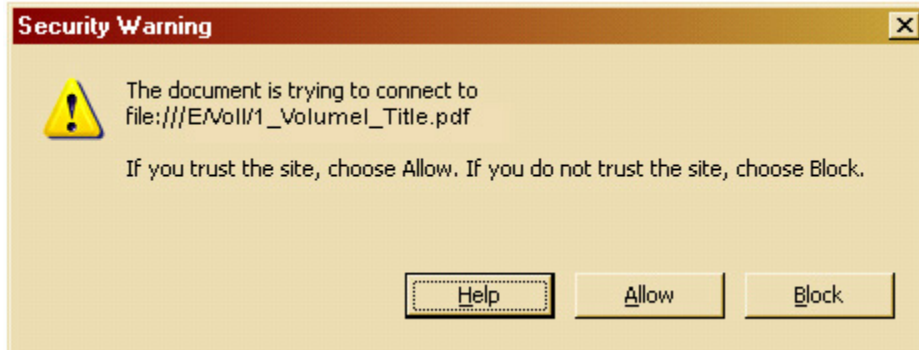 Security Warning
The document is trying to connect to
file:///E/VolI/1_VolumeI_Title.pdf
If you trust the site, choose Allow. If you do not trust the site, choose Block.
Help
Allow
Block